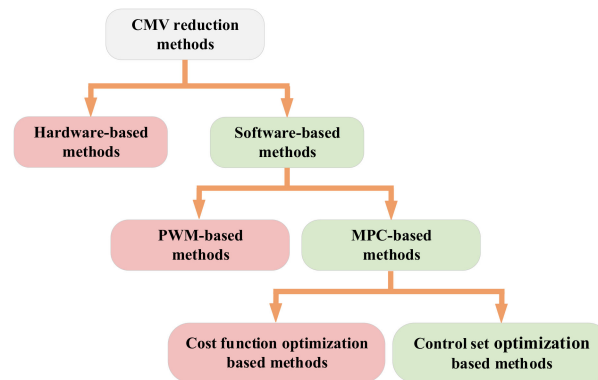 CMV reduction
methods
Hardware-based
methods
Software-based
methods
PWM-based
methods
MPC-based
methods
Cost function optimization
based methods
Control set optimization
based methods